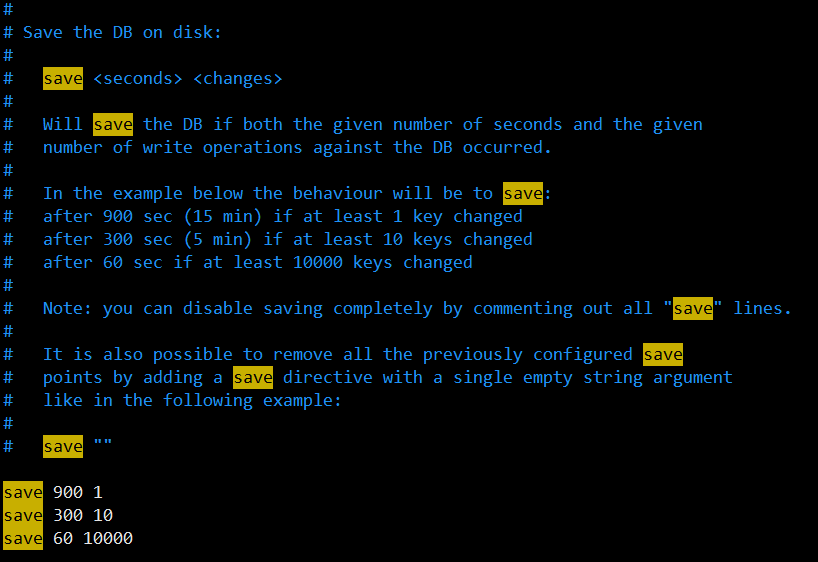 #
# Save the DB on disk:
#
#   save <seconds> <changes>
#
#   Will save the DB if both the given number of seconds and the given
#   number of write operations against the DB occurred.
#
#   In the example below the behaviour will be to save:
#   after 900 sec (15 min) if at least 1 key changed
#   after 300 sec (5 min) if at least 10 keys changed
#   after 60 sec if at least 10000 keys changed
#
#   Note: you can disable saving completely by commenting out all "save" lines.
#
#   It is also possible to remove all the previously configured save
#   points by adding a save directive with a single empty string argument
#   like in the following example:
#
#   save ""

save 900 1
save 300 10
save 60 10000